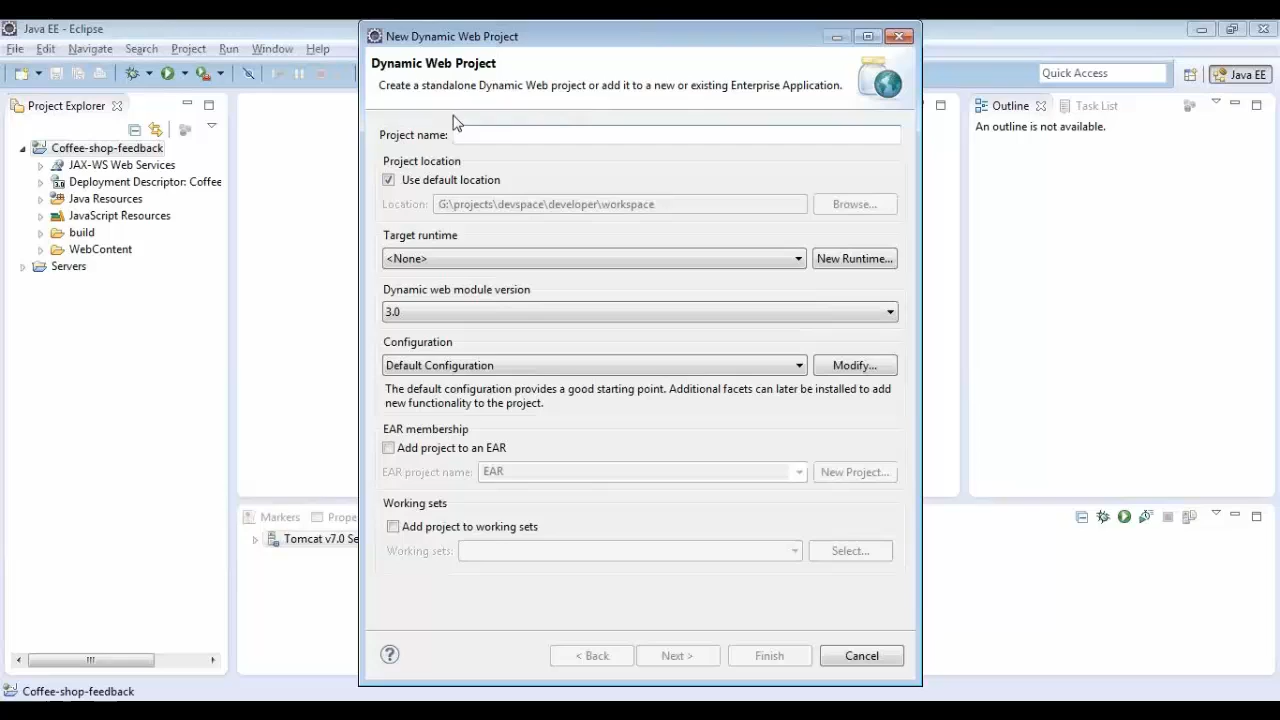 Java EE - Eclipse
File Edit Navigate Search Project Run Window Help
Quick Access
Java EE
Project Explorer
Coffee-shop-feedback
JAX-WS Web Services
Deployment Descriptor: Coffee
Java Resources
JavaScript Resources
build
WebContent
Servers
New Dynamic Web Project
Dynamic Web Project
Create a standalone Dynamic Web project or add it to a new or existing Enterprise Application.
Project name:
Project location
Use default location
Location: G:\projects\devspace\developer\workspace Browse...
Target runtime
<None> New Runtime...
Dynamic web module version
3.0
Configuration
Default Configuration Modify...
The default configuration provides a good starting point. Additional facets can later be installed to add
new functionality to the project.
EAR membership
Add project to an EAR
EAR project name: EAR New Project...
Working sets
Add project to working sets
Working sets: Select...
? < Back Next > Finish Cancel
Outline Task List
An outline is not available.
Markers Prope
Tomcat v7.0 Se
Coffee-shop-feedback